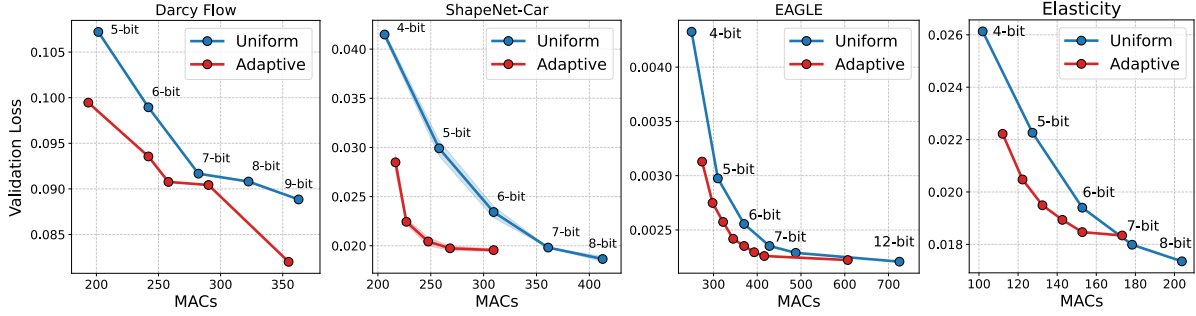 Darcy Flow
Validation Loss
0.105
0.100
0.095
0.090
0.085
5-bit
6-bit
7-bit
8-bit
9-bit
Uniform
Adaptive
200
250
300
350
MACs
ShapeNet-Car
0.040
0.035
0.030
0.025
0.020
4-bit
5-bit
6-bit
7-bit
8-bit
Uniform
Adaptive
200
250
300
350
400
MACs
EAGLE
0.0040
0.0035
0.0030
0.0025
4-bit
5-bit
6-bit
7-bit
12-bit
Uniform
Adaptive
300
400
500
600
700
MACs
Elasticity
0.026
0.024
0.022
0.020
0.018
4-bit
5-bit
6-bit
7-bit
8-bit
Uniform
Adaptive
100
120
140
160
180
200
MACs